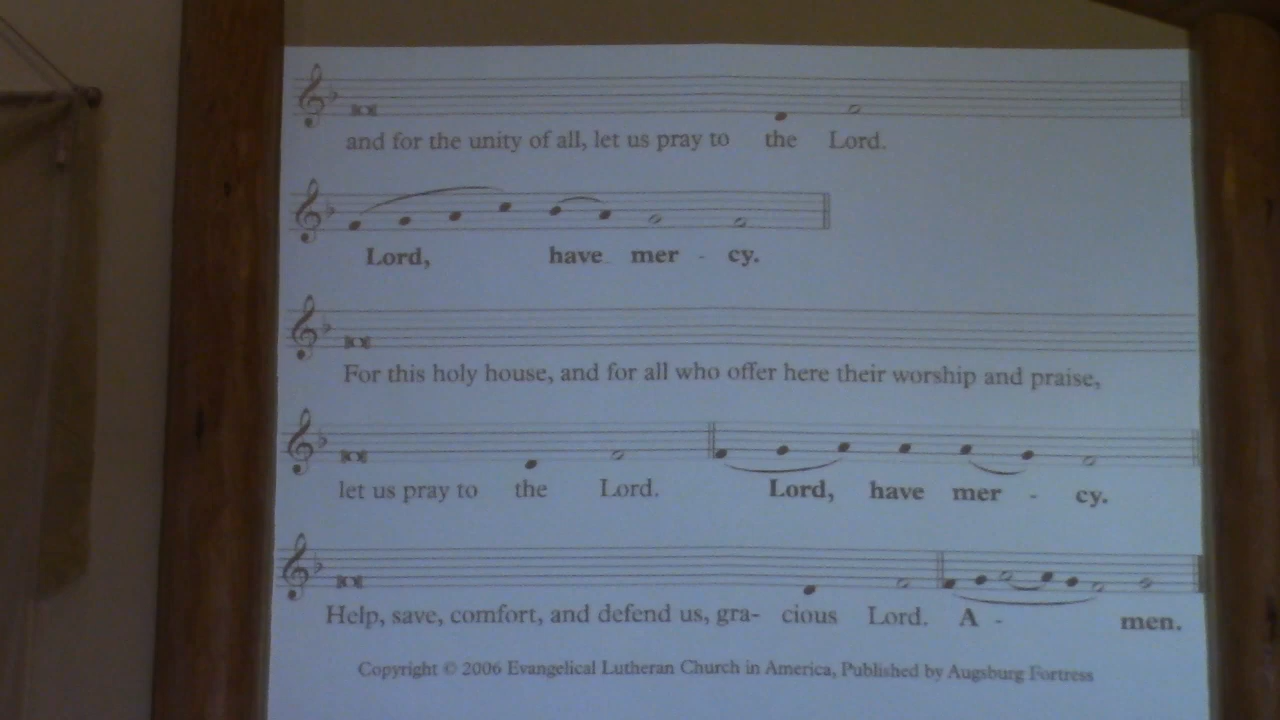 and for the unity of all, let us pray to the Lord.
Lord, have mer - cy.
For this holy house, and for all who offer here their worship and praise,
let us pray to the Lord. Lord, have mer - cy.
Help, save, comfort, and defend us, gra- cious Lord. A - men.
Copyright © 2006 Evangelical Lutheran Church in America, Published by Augsburg Fortress